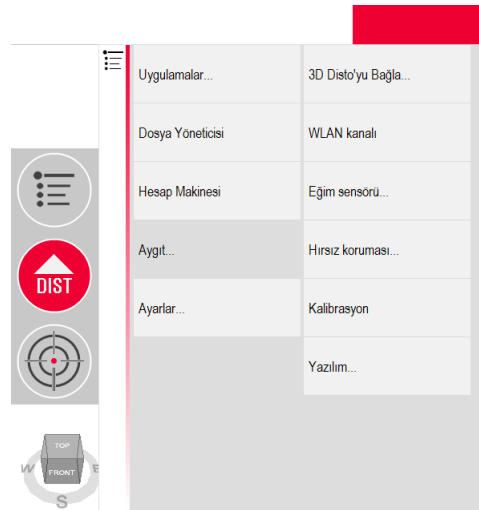 Uygulamalar...
3D Disto'yu Bağla...
Dosya Yöneticisi
WLAN kanalı
Hesap Makinesi
Eğim sensörü...
Aygıt...
Hırsız koruması...
Ayarlar...
Kalibrasyon
Yazılım...
DIST
TOP
W
FRONT
E
S